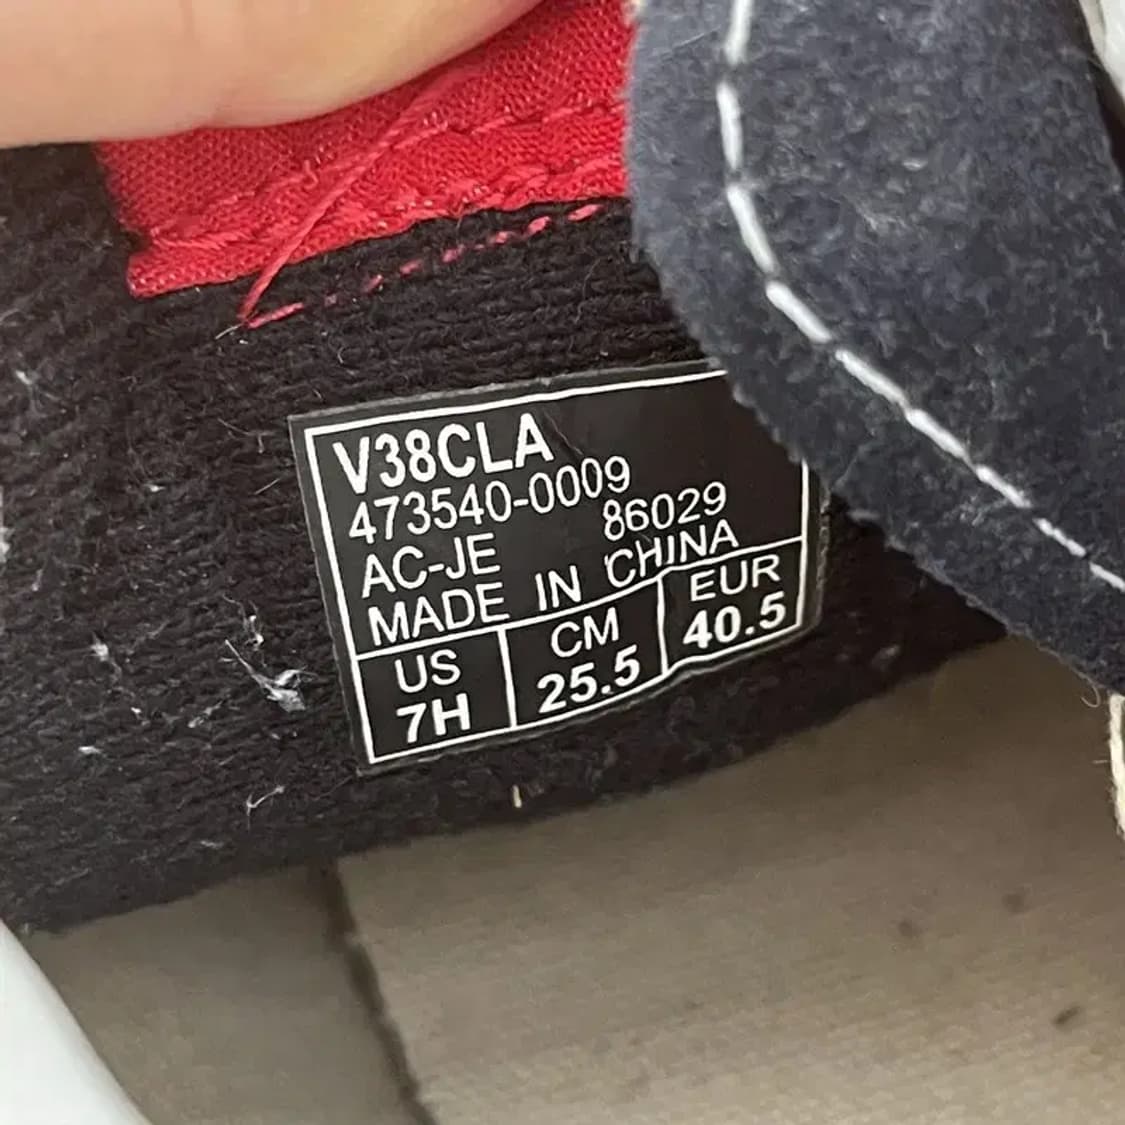 V38CLA
473540-0009
AC-JE 86029
MADE IN CHINA
US CM EUR
7H 25.5 40.5